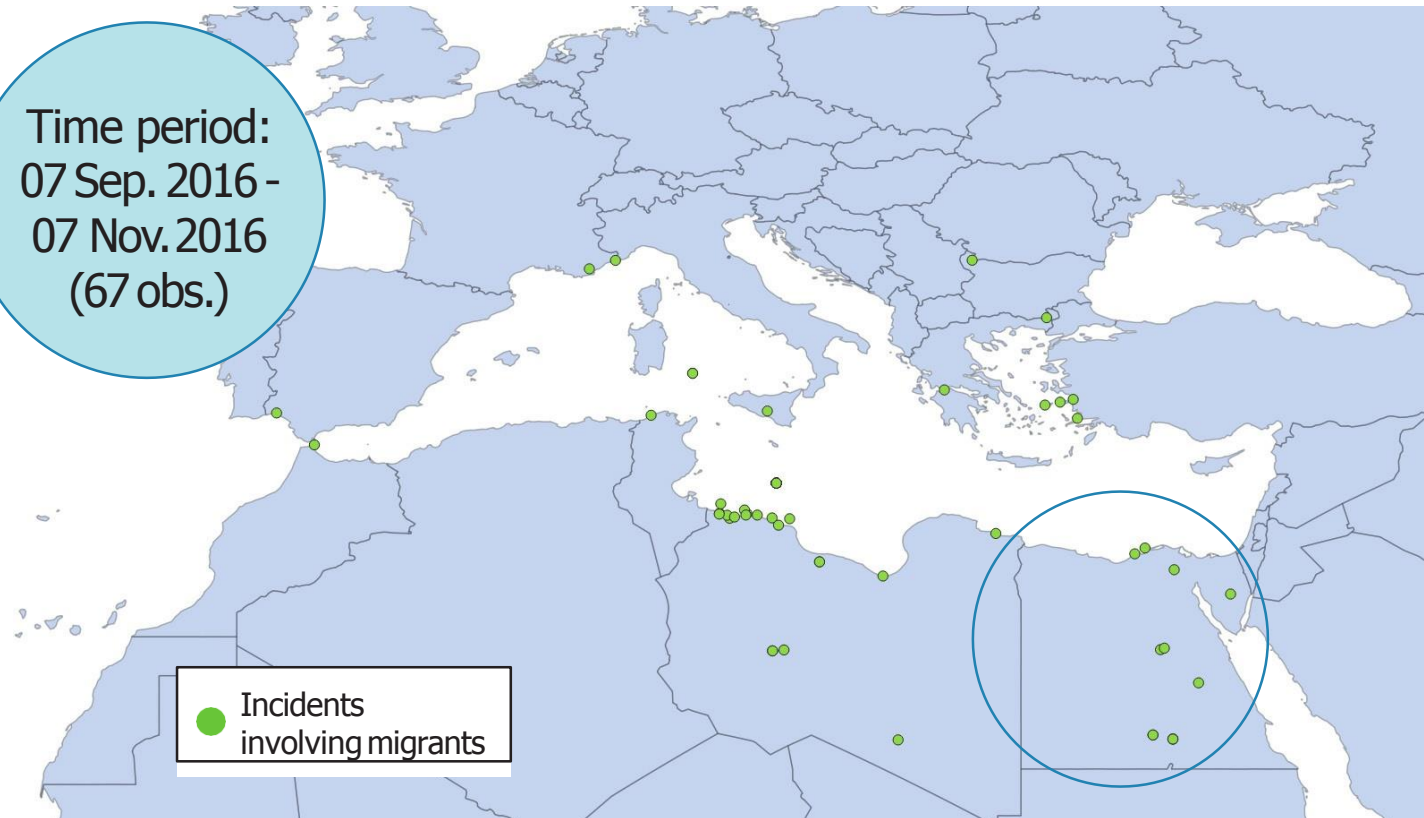 Time period:
07 Sep. 2016 -
07 Nov. 2016
(67 obs.)
Incidents
involving migrants